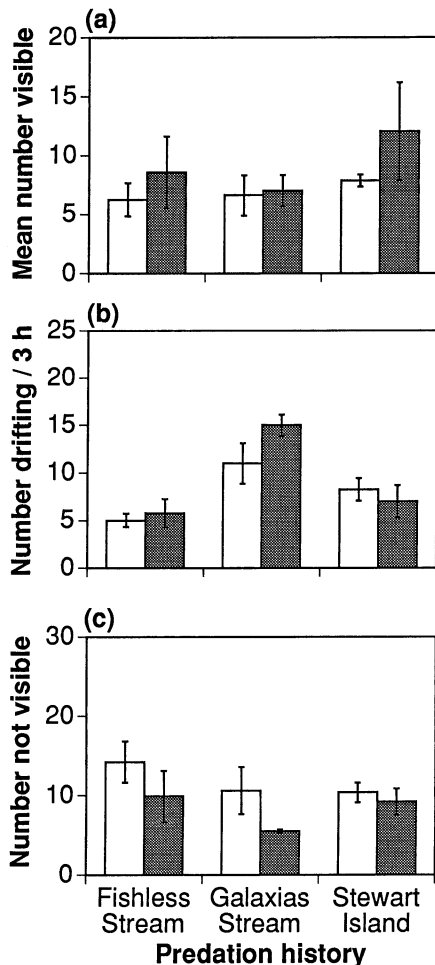 (a)
Mean number visible
20
15
10
5
0
(b)
Number drifting / 3 h
25
20
15
10
5
0
(c)
Number not visible
30
20
10
0
Fishless Galaxias Stewart
Stream Stream Island
Predation history